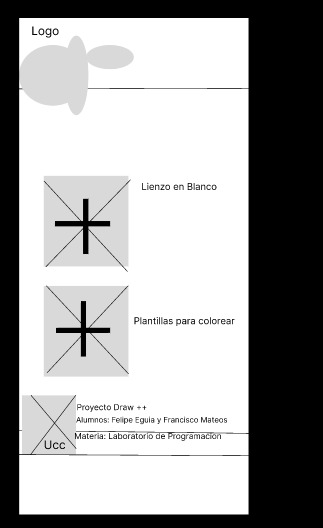 Logo
Lienzo en Blanco
Plantillas para colorear
Proyecto Draw ++
Alumnos: Felipe Eguia y Francisco Mateos
Materia: Laboratorio de Programacion
Ucc